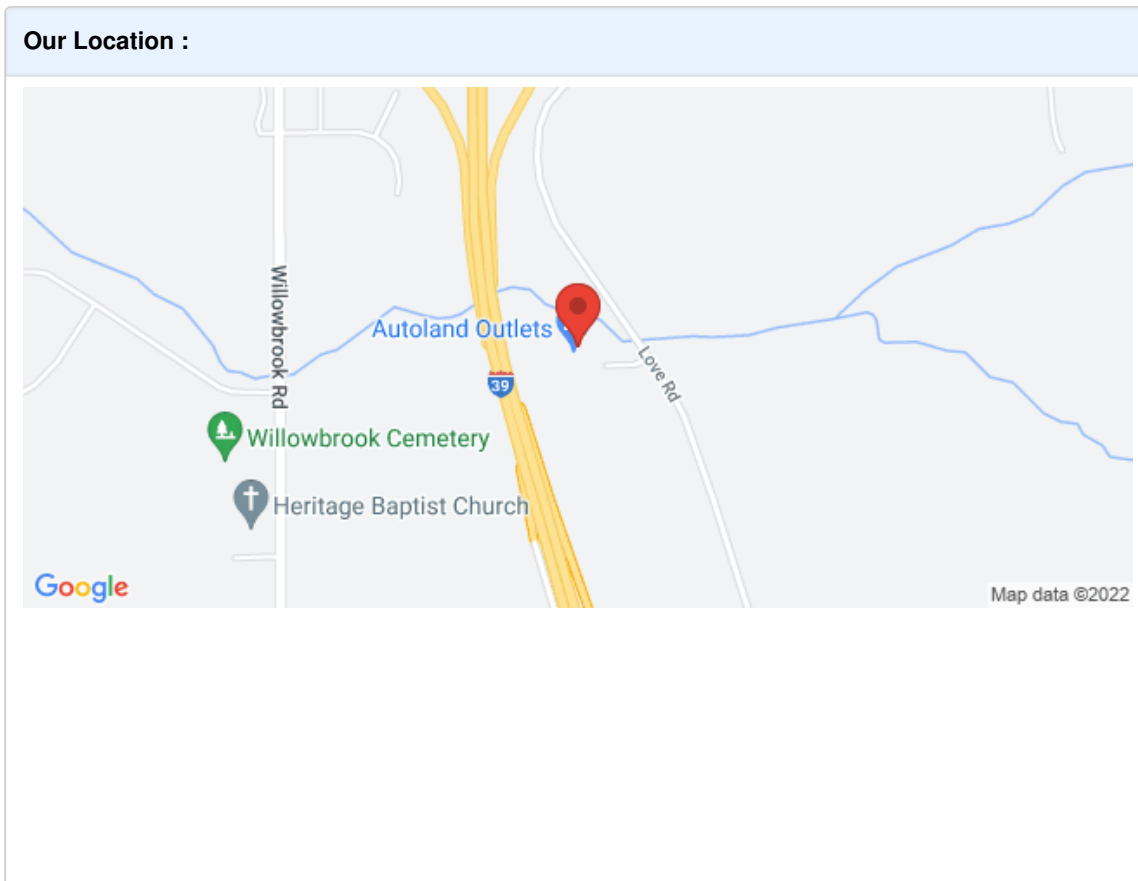 Our Location :
Willowbrook Rd
Autoland Outlets
Love Rd
39
Willowbrook Cemetery
Heritage Baptist Church
Google
Map data ©2022